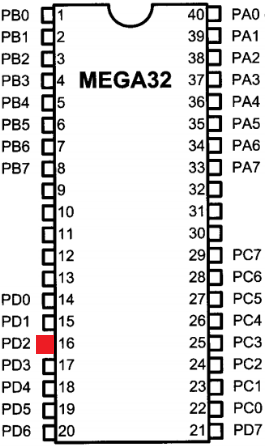 PB0 1 40 PA0
PB1 2 39 PA1
PB2 3 38 PA2
PB3 4 MEGA32 37 PA3
PB4 5 36 PA4
PB5 6 35 PA5
PB6 7 34 PA6
PB7 8 33 PA7
9 32
10 31
11 30
12 29 PC7
13 28 PC6
PD0 14 27 PC5
PD1 15 26 PC4
PD2 16 25 PC3
PD3 17 24 PC2
PD4 18 23 PC1
PD5 19 22 PC0
PD6 20 21 PD7